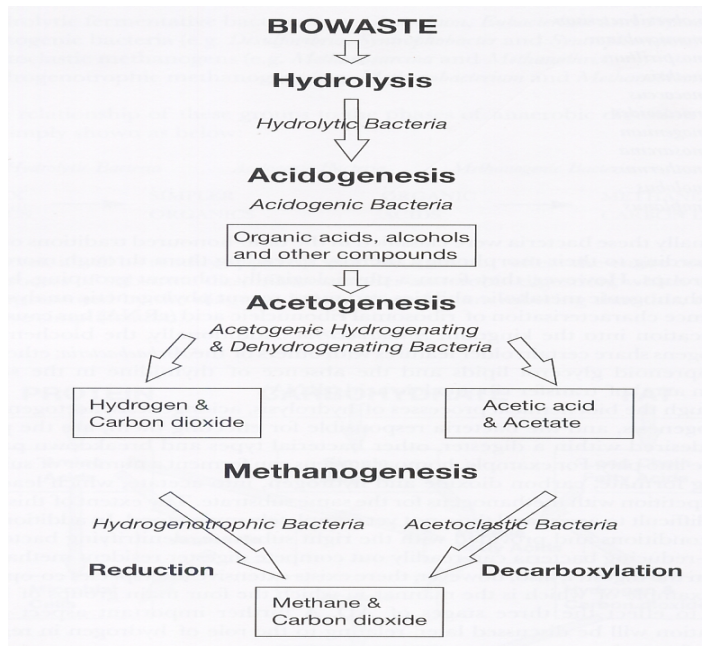 BIOWASTE
Hydrolysis
Hydrolytic Bacteria
Acidogenesis
Acidogenic Bacteria
Organic acids, alcohols
and other compounds
Acetogenesis
Acetogenic Hydrogenating
& Dehydrogenating Bacteria
Hydrogen &
Carbon dioxide
Acetic acid
& Acetate
Methanogenesis
Hydrogenotrophic Bacteria
Acetoclastic Bacteria
Reduction
Decarboxylation
Methane &
Carbon dioxide